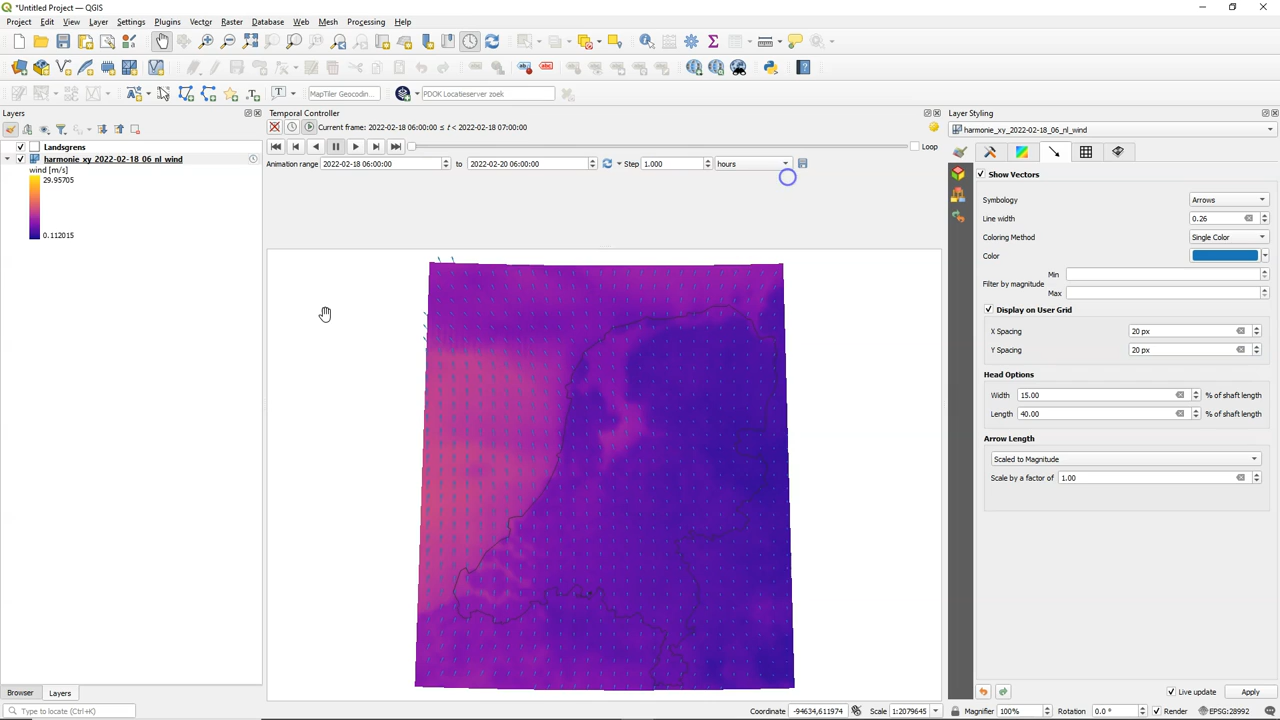 *Untitled Project — QGIS
Project Edit View Layer Settings Plugins Vector Raster Database Web Mesh Processing Help
MapTiler Geocodin... PDOK Locatieserver zoek
Layers
Landsgrens
harmonie_xy_2022-02-18_06_nl_wind
wind [m/s]
29.95705
0.112015
Browser Layers
Type to locate (Ctrl+K)
Temporal Controller
Current frame: 2022-02-18 06:00:00 ≤ t < 2022-02-18 07:00:00
Loop
Animation range 2022-02-18 06:00:00 to 2022-02-20 06:00:00 Step 1.000 hours
Layer Styling
harmonie_xy_2022-02-18_06_nl_wind
Show Vectors
Symbology Arrows
Line width 0.26
Coloring Method Single Color
Color
Filter by magnitude Min
Max
Display on User Grid
X Spacing 20 px
Y Spacing 20 px
Head Options
Width 15.00 % of shaft length
Length 40.00 % of shaft length
Arrow Length
Scaled to Magnitude
Scale by a factor of 1.00
Live update Apply
Coordinate -94634,611974 Scale 1:2079645 Magnifier 100% Rotation 0.0 ° Render EPSG:28992